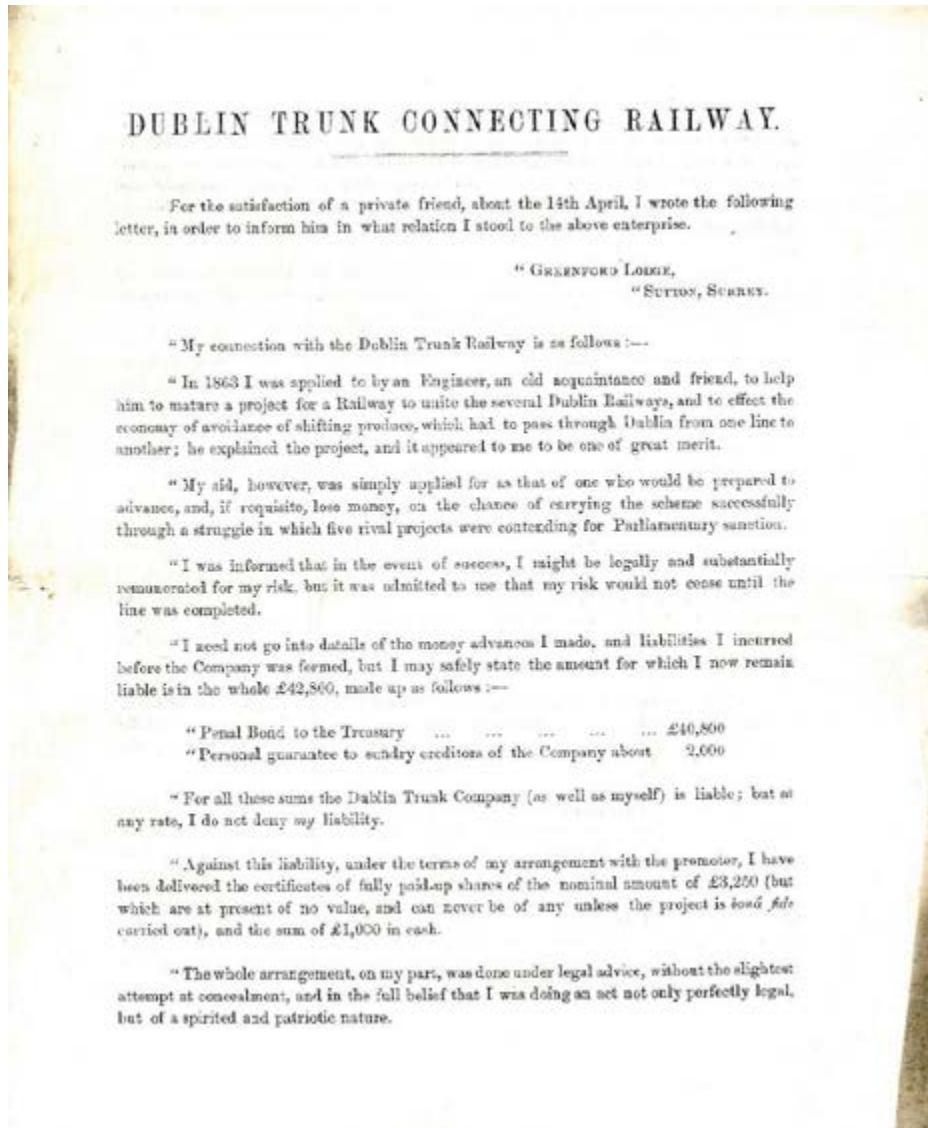 DUBLIN TRUNK CONNECTING RAILWAY.
For the satisfaction of a private friend, about the 14th April, I wrote the following
letter, in order to inform him in what relation I stood to the above enterprise.
" GREENFORD LODGE,
" SUTTON, SURREY.
" My connection with the Dublin Trunk Railway is as follows :—
" In 1863 I was applied to by an Engineer, an old acquaintance and friend, to help
him to mature a project for a Railway to unite the several Dublin Railways, and to effect the
economy of avoidance of shifting produce, which had to pass through Dublin from one line to
another ; he explained the project, and it appeared to me to be one of great merit.
" My aid, however, was simply applied for as that of one who would be prepared to
advance, and, if requisite, lose money, on the chance of carrying the scheme successfully
through a struggle in which five rival projects were contending for Parliamentary sanction.
" I was informed that in the event of success, I might be legally and substantially
remunerated for my risk, but it was admitted to me that my risk would not cease until the
line was completed.
" I need not go into details of the money advances I made, and liabilities I incurred
before the Company was formed, but I may safely state the amount for which I now remain
liable is in the whole £42,800, made up as follows :—
" Penal Bond to the Treasury ... ... ... ... ... £40,800
" Personal guarantee to sundry creditors of the Company about 2,000
" For all these sums the Dublin Trunk Company (as well as myself) is liable ; but at
any rate, I do not deny my liability.
" Against this liability, under the terms of my arrangement with the promoter, I have
been delivered the certificates of fully paid-up shares of the nominal amount of £3,250 (but
which are at present of no value, and can never be of any unless the project is bonâ fide
carried out), and the sum of £1,000 in cash.
" The whole arrangement, on my part, was done under legal advice, without the slightest
attempt at concealment, and in the full belief that I was doing an act not only perfectly legal,
but of a spirited and patriotic nature.